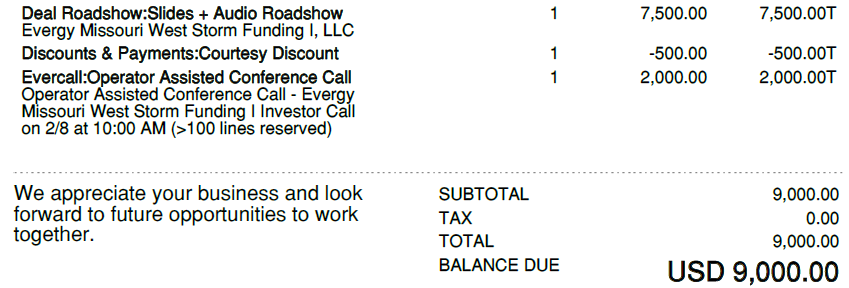 Deal Roadshow:Slides + Audio Roadshow 1 7,500.00 7,500.00T
Evergy Missouri West Storm Funding I, LLC
Discounts & Payments:Courtesy Discount 1 -500.00 -500.00T
Evercall:Operator Assisted Conference Call 1 2,000.00 2,000.00T
Operator Assisted Conference Call - Evergy
Missouri West Storm Funding I Investor Call
on 2/8 at 10:00 AM (>100 lines reserved)
We appreciate your business and look
forward to future opportunities to work
together.
SUBTOTAL 9,000.00
TAX 0.00
TOTAL 9,000.00
BALANCE DUE USD 9,000.00